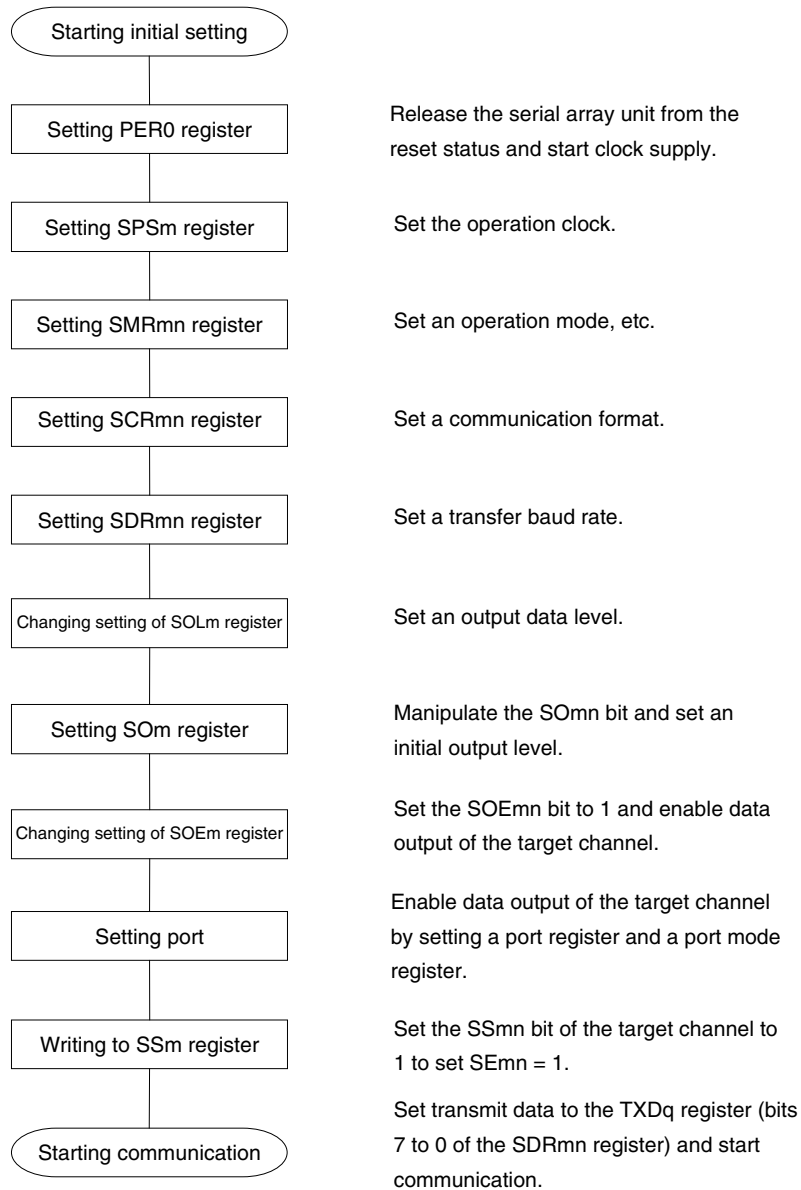 Starting initial setting
Setting PER0 register
Release the serial array unit from the
reset status and start clock supply.
Setting SPSm register
Set the operation clock.
Setting SMRmn register
Set an operation mode, etc.
Setting SCRmn register
Set a communication format.
Setting SDRmn register
Set a transfer baud rate.
Changing setting of SOLm register
Set an output data level.
Setting SOm register
Manipulate the SOmn bit and set an
initial output level.
Changing setting of SOEm register
Set the SOEmn bit to 1 and enable data
output of the target channel.
Setting port
Enable data output of the target channel
by setting a port register and a port mode
register.
Writing to SSm register
Set the SSmn bit of the target channel to
1 to set SEmn = 1.
Starting communication
Set transmit data to the TXDq register (bits
7 to 0 of the SDRmn register) and start
communication.